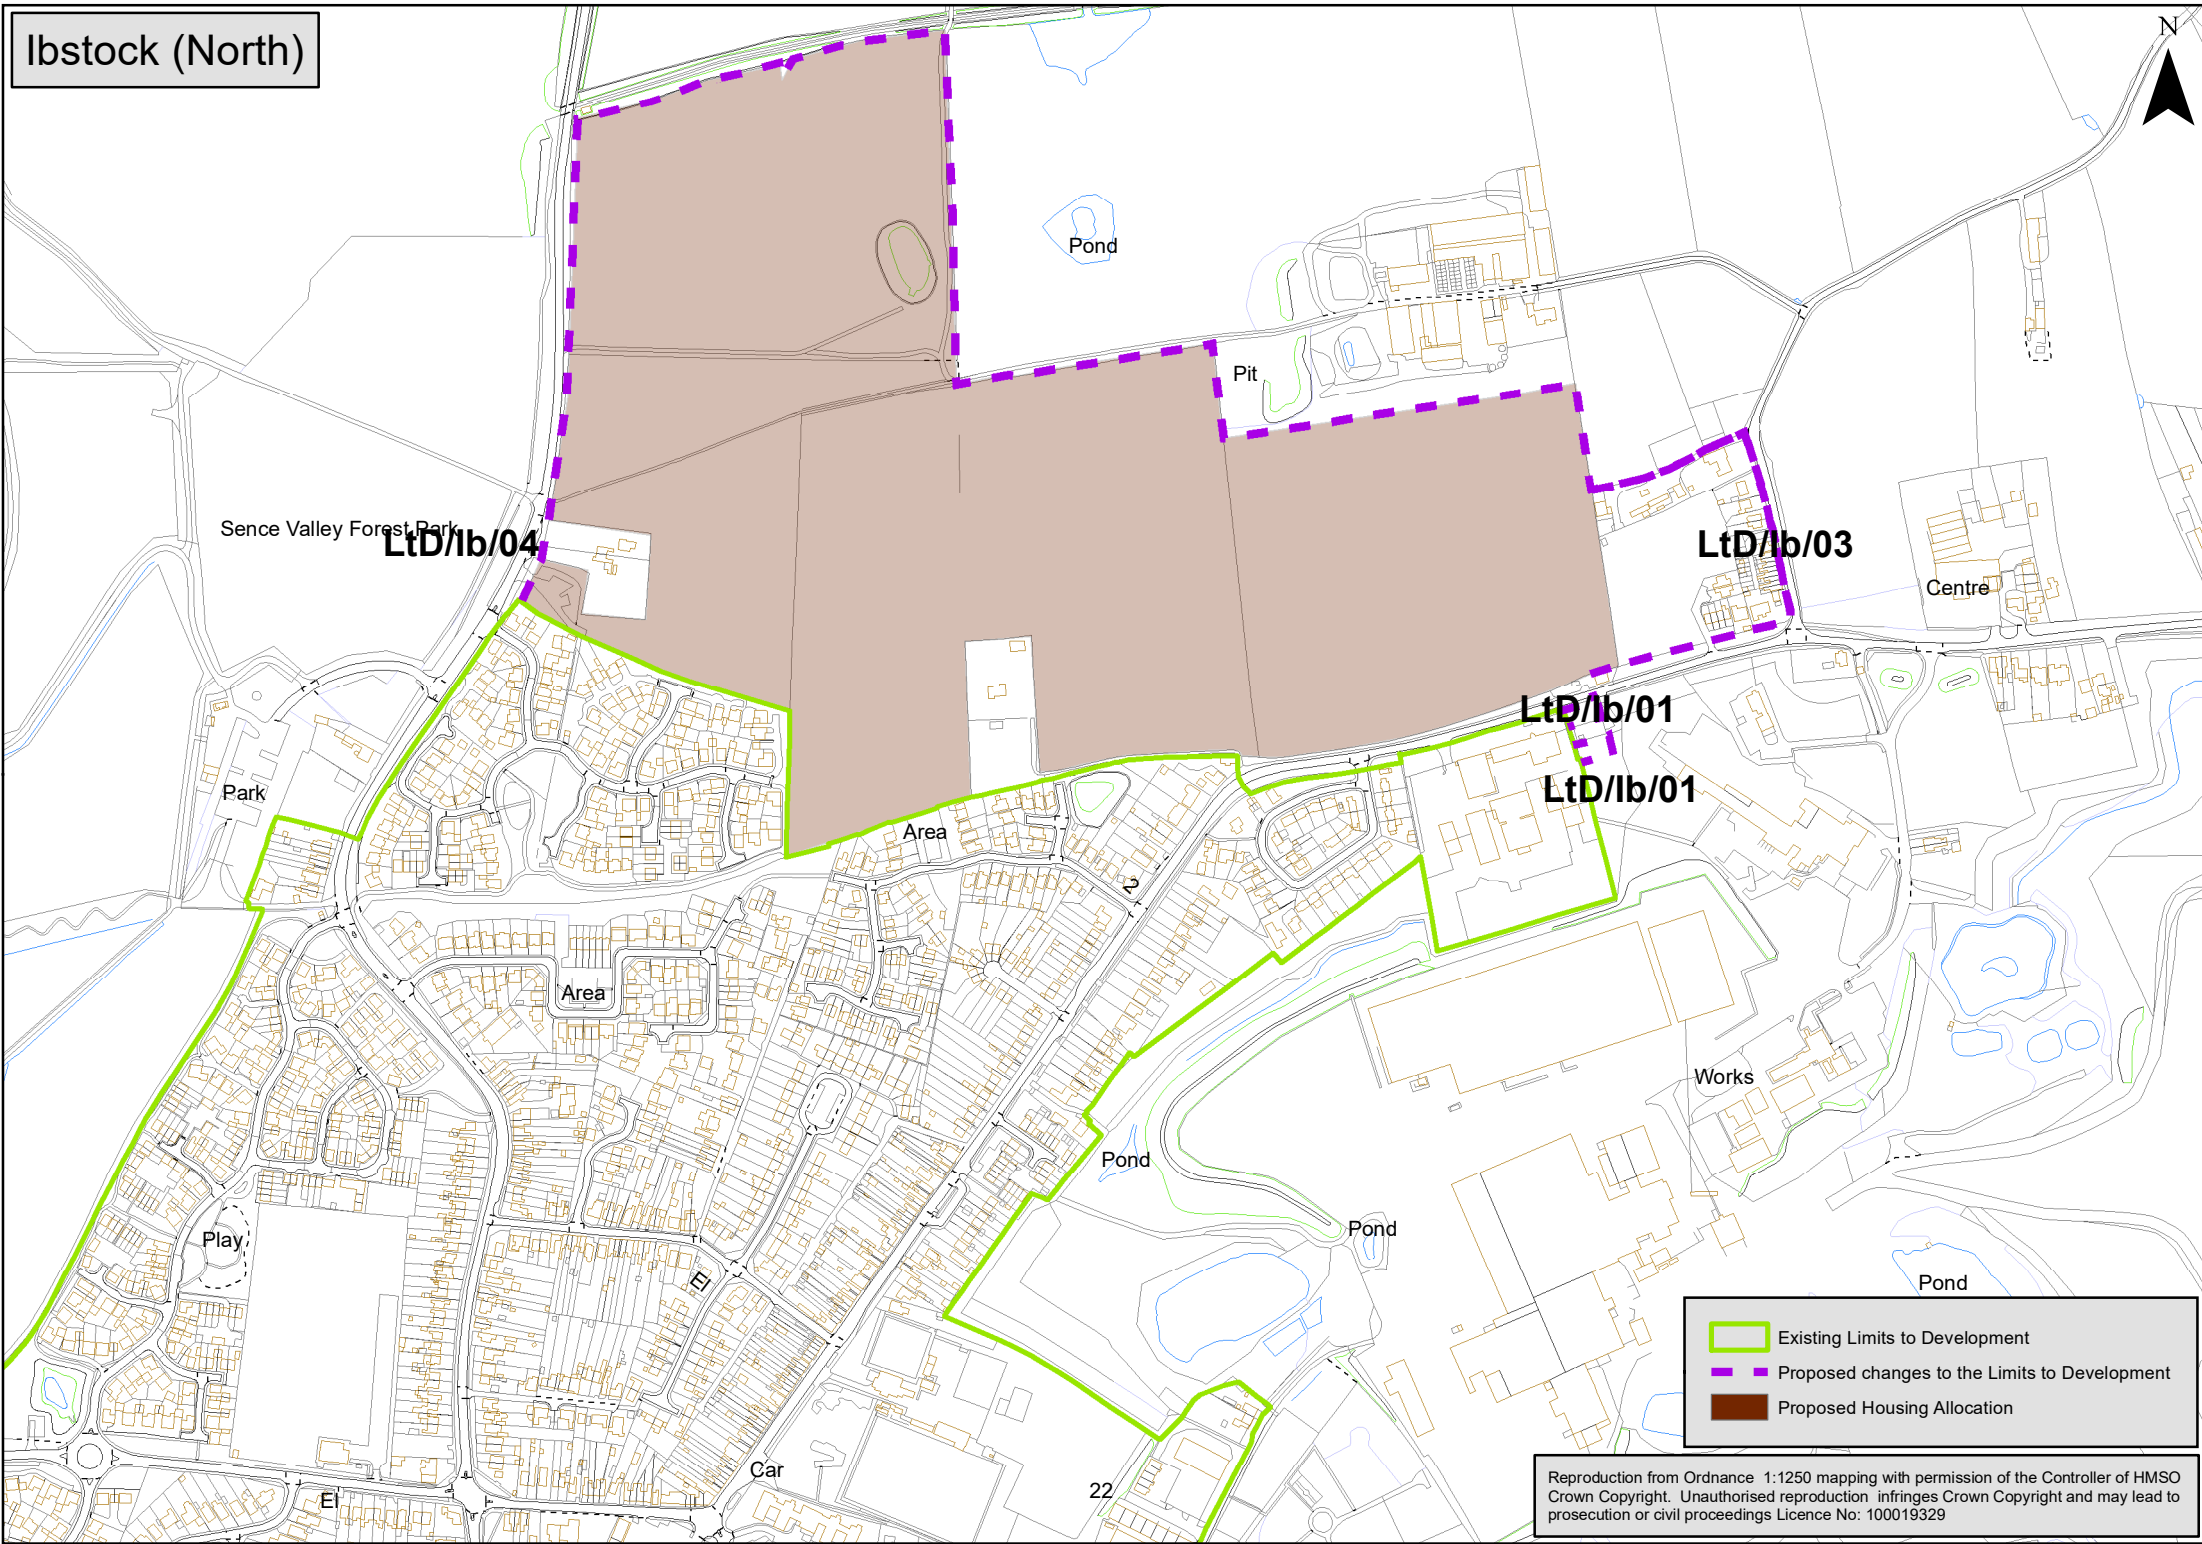 Ibstock (North)
N
Pond
Pit
Sence Valley Forest Park
LtD/Ib/04
LtD/Ib/03
Centre
LtD/Ib/01
LtD/Ib/01
Park
Area
2
Area
Works
Pond
Pond
Play
El
Pond
Car
22
El
Existing Limits to Development
Proposed changes to the Limits to Development
Proposed Housing Allocation
Reproduction from Ordnance 1:1250 mapping with permission of the Controller of HMSO
Crown Copyright. Unauthorised reproduction infringes Crown Copyright and may lead to
prosecution or civil proceedings Licence No: 100019329